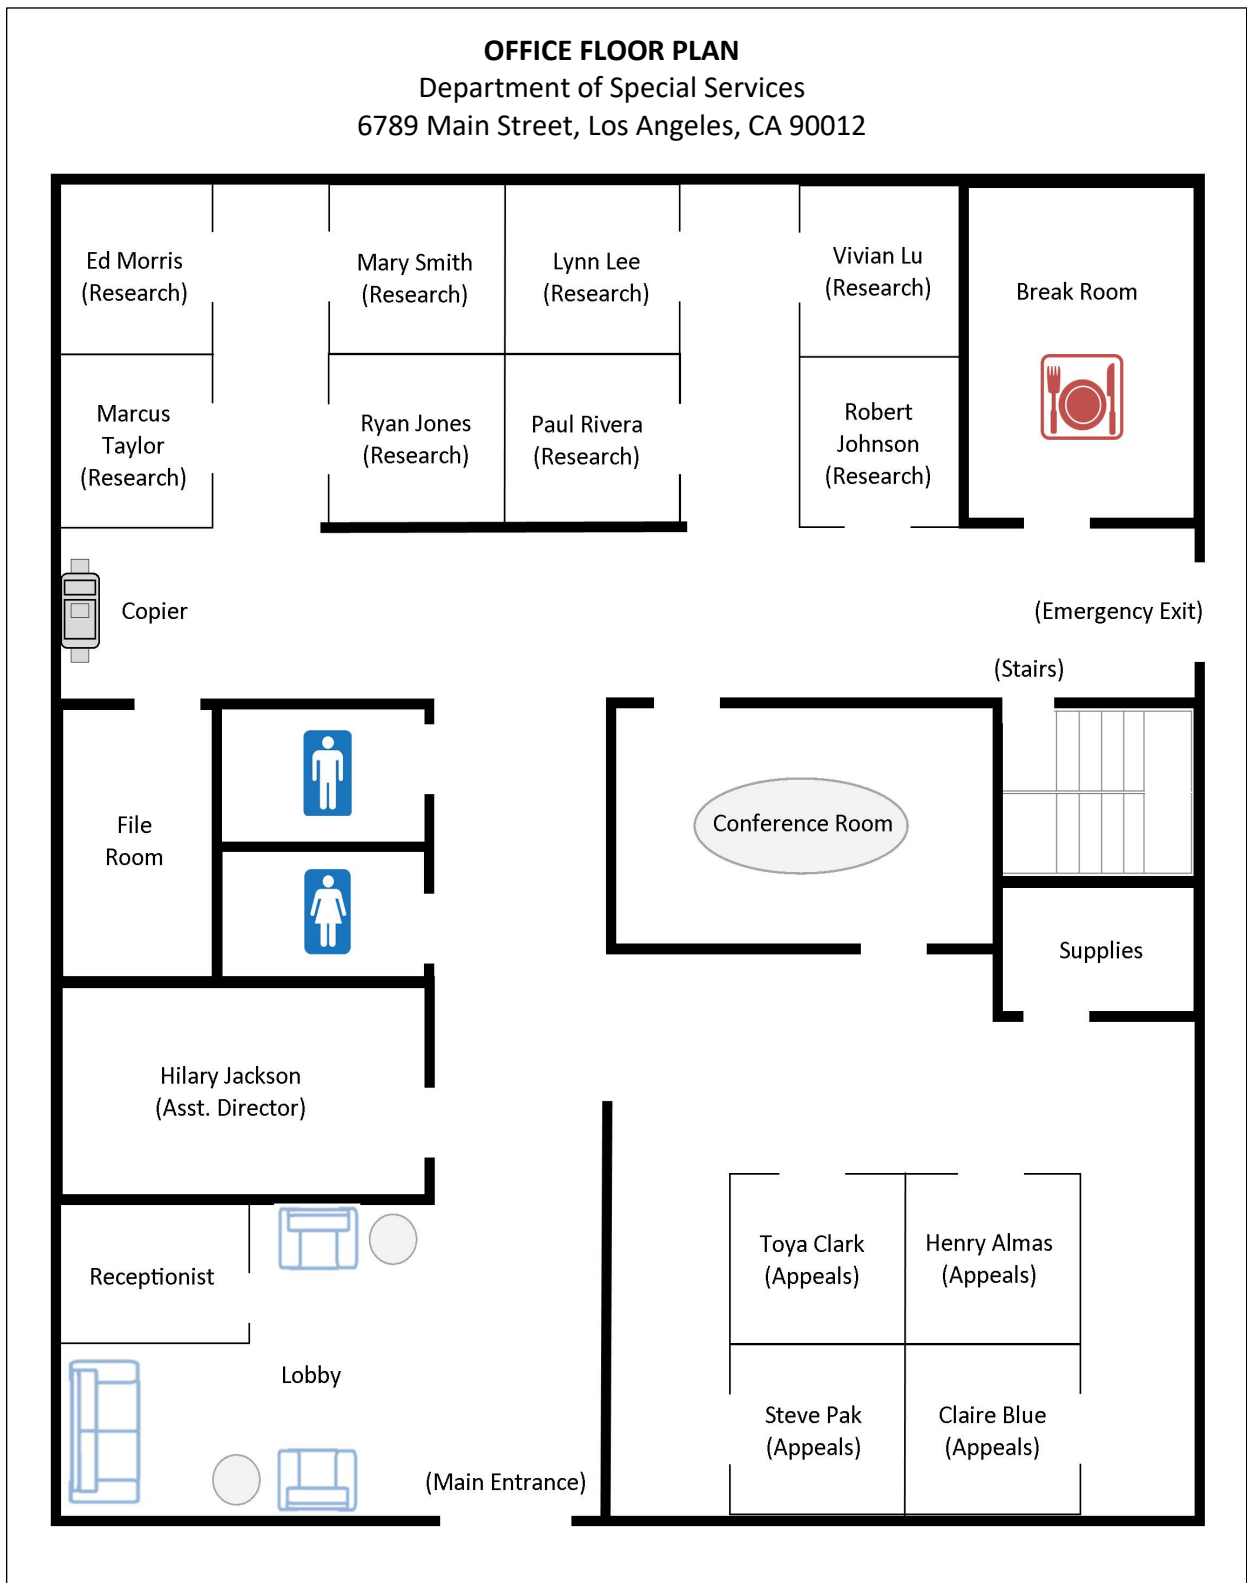 OFFICE FLOOR PLAN
Department of Special Services
6789 Main Street, Los Angeles, CA 90012
Ed Morris
(Research)
Mary Smith
(Research)
Lynn Lee
(Research)
Vivian Lu
(Research)
Break Room
Marcus
Taylor
(Research)
Ryan Jones
(Research)
Paul Rivera
(Research)
Robert
Johnson
(Research)
Copier
(Emergency Exit)
(Stairs)
File
Room
Conference Room
Supplies
Hilary Jackson
(Asst. Director)
Receptionist
Lobby
(Main Entrance)
Toya Clark
(Appeals)
Henry Almas
(Appeals)
Steve Pak
(Appeals)
Claire Blue
(Appeals)